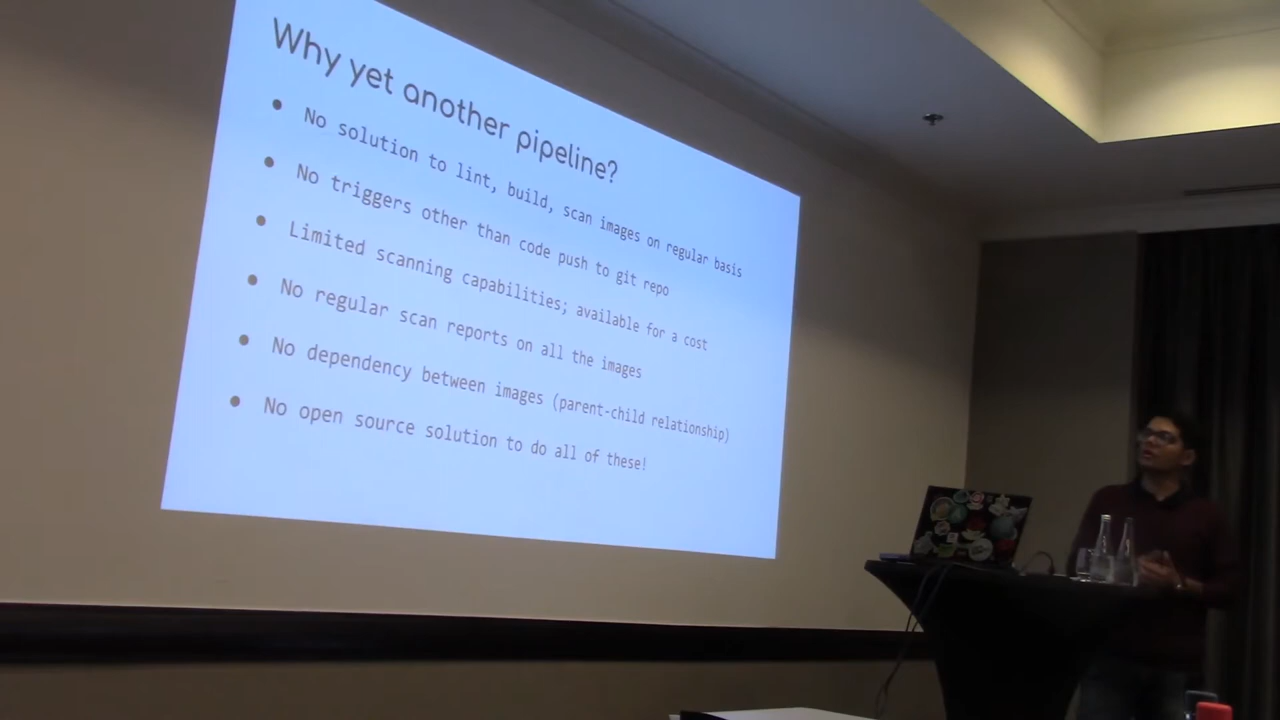 Why yet another pipeline?
No solution to lint, build, scan images on regular basis
No triggers other than code push to git repo
Limited scanning capabilities; available for a cost
No regular scan reports on all the images
No dependency between images (parent-child relationship)
No open source solution to do all of these!